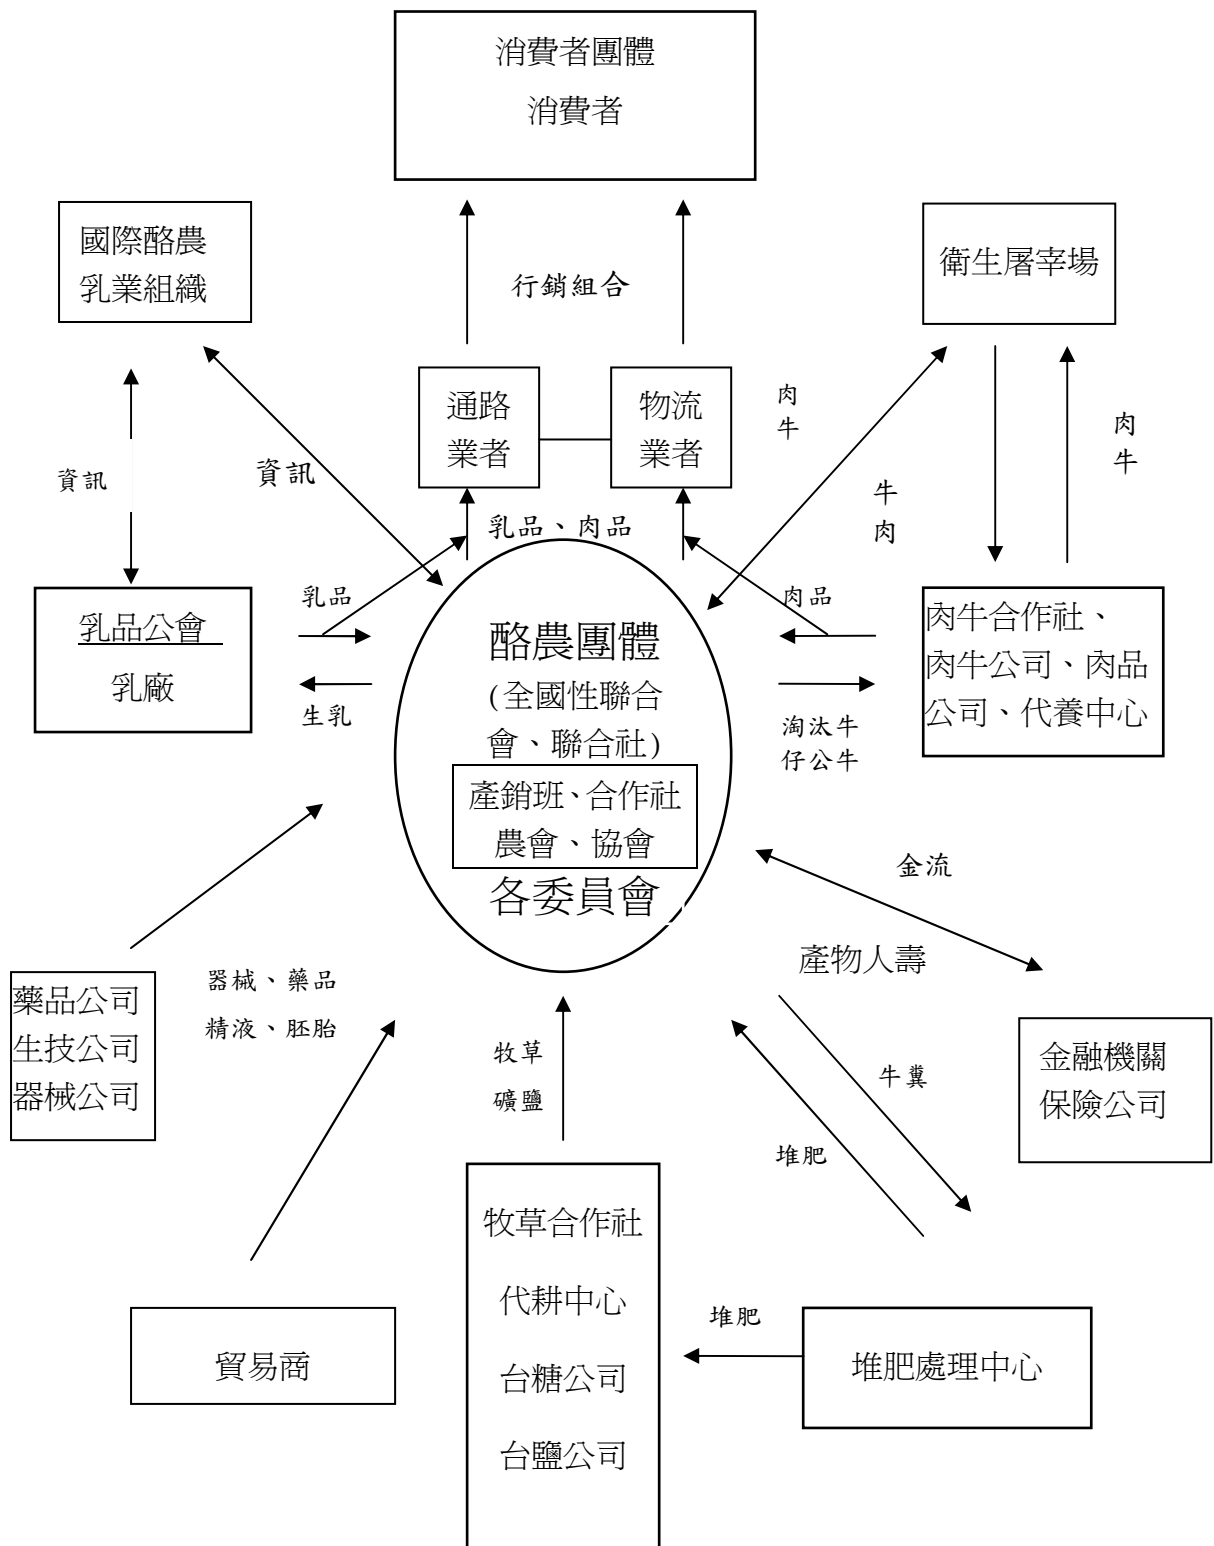 消費者團體
消費者
國際酪農
乳業組織
行銷組合
衛生屠宰場
通路
業者
物流
業者
肉
牛
肉
牛
資訊
資訊
牛
肉
乳品、肉品
乳品
肉品
乳品公會
乳廠
生乳
酪農團體
(全國性聯合
會、聯合社)
產銷班、合作社
農會、協會
各委員會
肉牛合作社、
肉牛公司、肉品
公司、代養中心
淘汰牛
仔公牛
金流
產物人壽
藥品公司
生技公司
器械公司
器械、藥品
精液、胚胎
牧草
礦鹽
牛糞
堆肥
金融機關
保險公司
牧草合作社
代耕中心
台糖公司
台鹽公司
堆肥
貿易商
堆肥處理中心